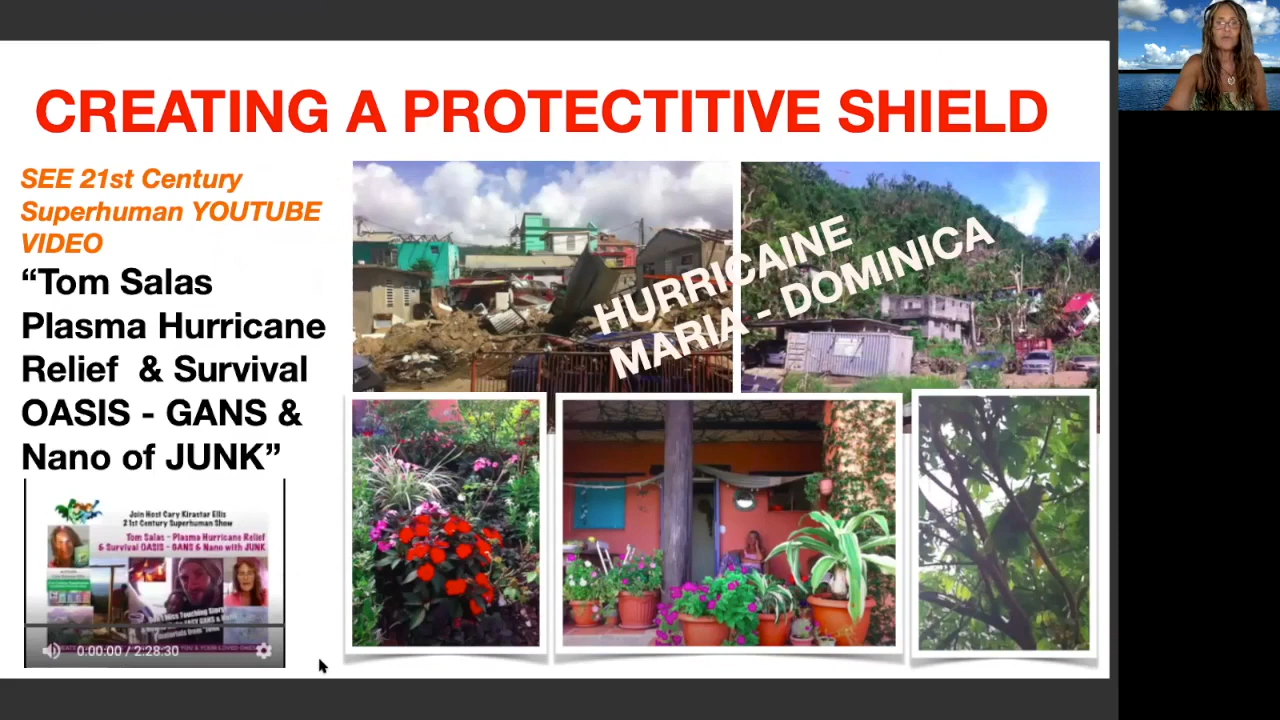 CREATING A PROTECTITIVE SHIELD
SEE 21st Century
Superhuman YOUTUBE
VIDEO
“Tom Salas
Plasma Hurricane
Relief & Survival
OASIS - GANS &
Nano of JUNK”
HURRICAINE
MARIA - DOMINICA
Join Host Cary Kirastar Ellis
21st Century Superhuman Show
Tom Salas - Plasma Hurricane Relief
& Survival OASIS - GANS & Nano with JUNK
0:00:00 / 2:28:30